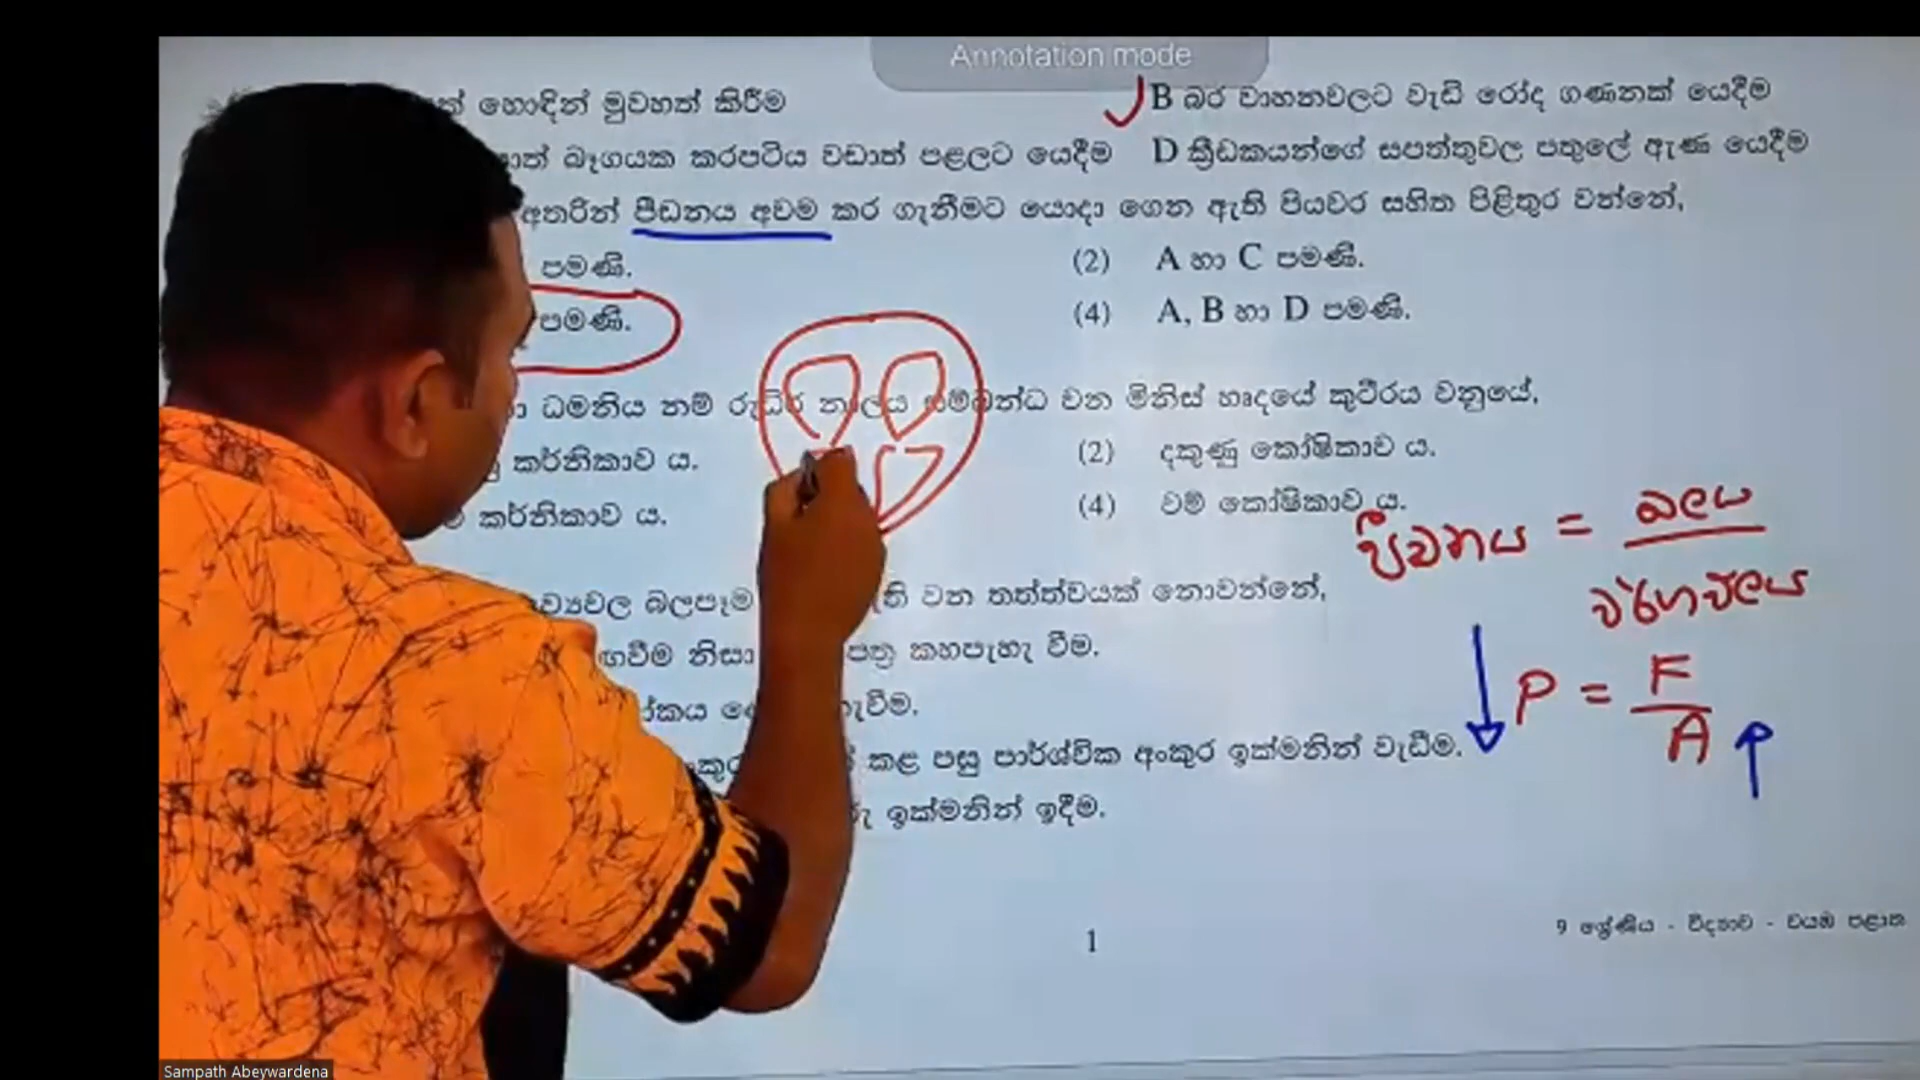 Annotation mode
හොඳින් මුවහත් කිරීම
B බර වාහනවලට වැඩි රෝද ගණනක් යෙදීම
බෑගයක කරපටිය වඩාත් පළලට යෙදීම
D ක්‍රීඩකයන්ගේ සපත්තුවල පතුලේ ඇණ යෙදීම
අතරින් පීඩනය අවම කර ගැනීමට යොදා ගෙන ඇති පියවර සහිත පිළිතුර වන්නේ,
පමණි.
(2) A හා C පමණි.
පමණි.
(4) A, B හා D පමණි.
ධමනිය නම් රුධිර නාලය සම්බන්ධ වන මිනිස් හෘදයේ කුටීරය වනුයේ,
කර්නිකාව ය.
(2) දකුණු කෝෂිකාව ය.
කර්නිකාව ය.
(4) වම් කෝෂිකාව ය.
පීඩනය = බලය
වර්ගඵලය
බලපෑම වන තත්ත්වයක් නොවන්නේ,
නිසා පත්‍ර කහපැහැ වීම.
P = F
A
කළ පසු පාර්ශ්වික අංකුර ඉක්මනින් වැඩීම.
ඉක්මනින් ඉදීම.
9 ශ්‍රේණිය - විද්‍යාව - වයඹ පළාත
1
Sampath Abeywardena